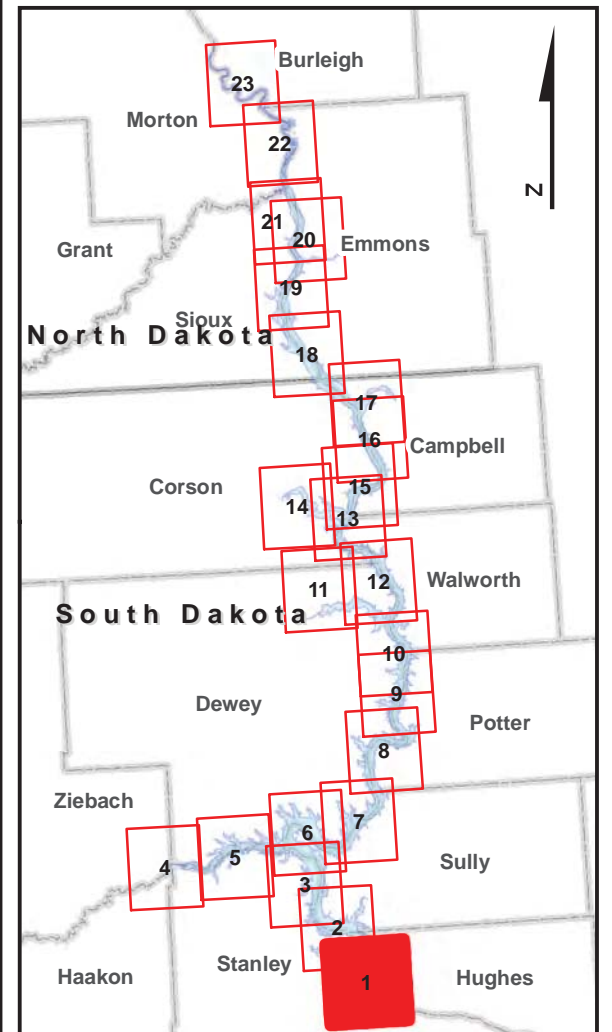 Burleigh
23
Morton
22
N
21
20
Emmons
Grant
19
Sioux
North Dakota
18
17
16
Campbell
15
Corson
14
13
12
Walworth
11
South Dakota
10
9
Dewey
Potter
8
Ziebach
7
6
5
4
Sully
3
2
Stanley
Haakon
1
Hughes